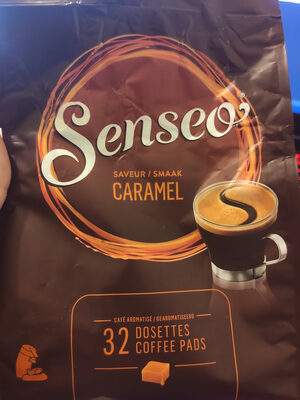 Senseo
SAVEUR / SMAAK
CARAMEL
CAFÉ AROMATISÉ / GEAROMATISEERD
32 DOSETTES
COFFEE PADS